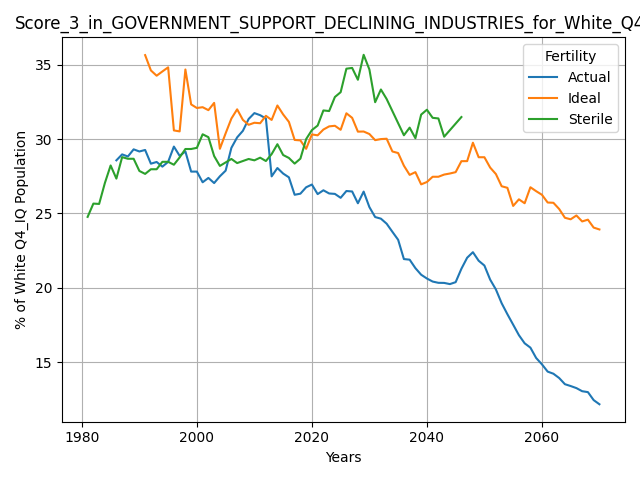 Score_3_in_GOVERNMENT_SUPPORT_DECLINING_INDUSTRIES_for_White_Q4
Fertility
Actual
Ideal
Sterile
% of White Q4_IQ Population
35
30
25
20
15
1980
2000
2020
2040
2060
Years